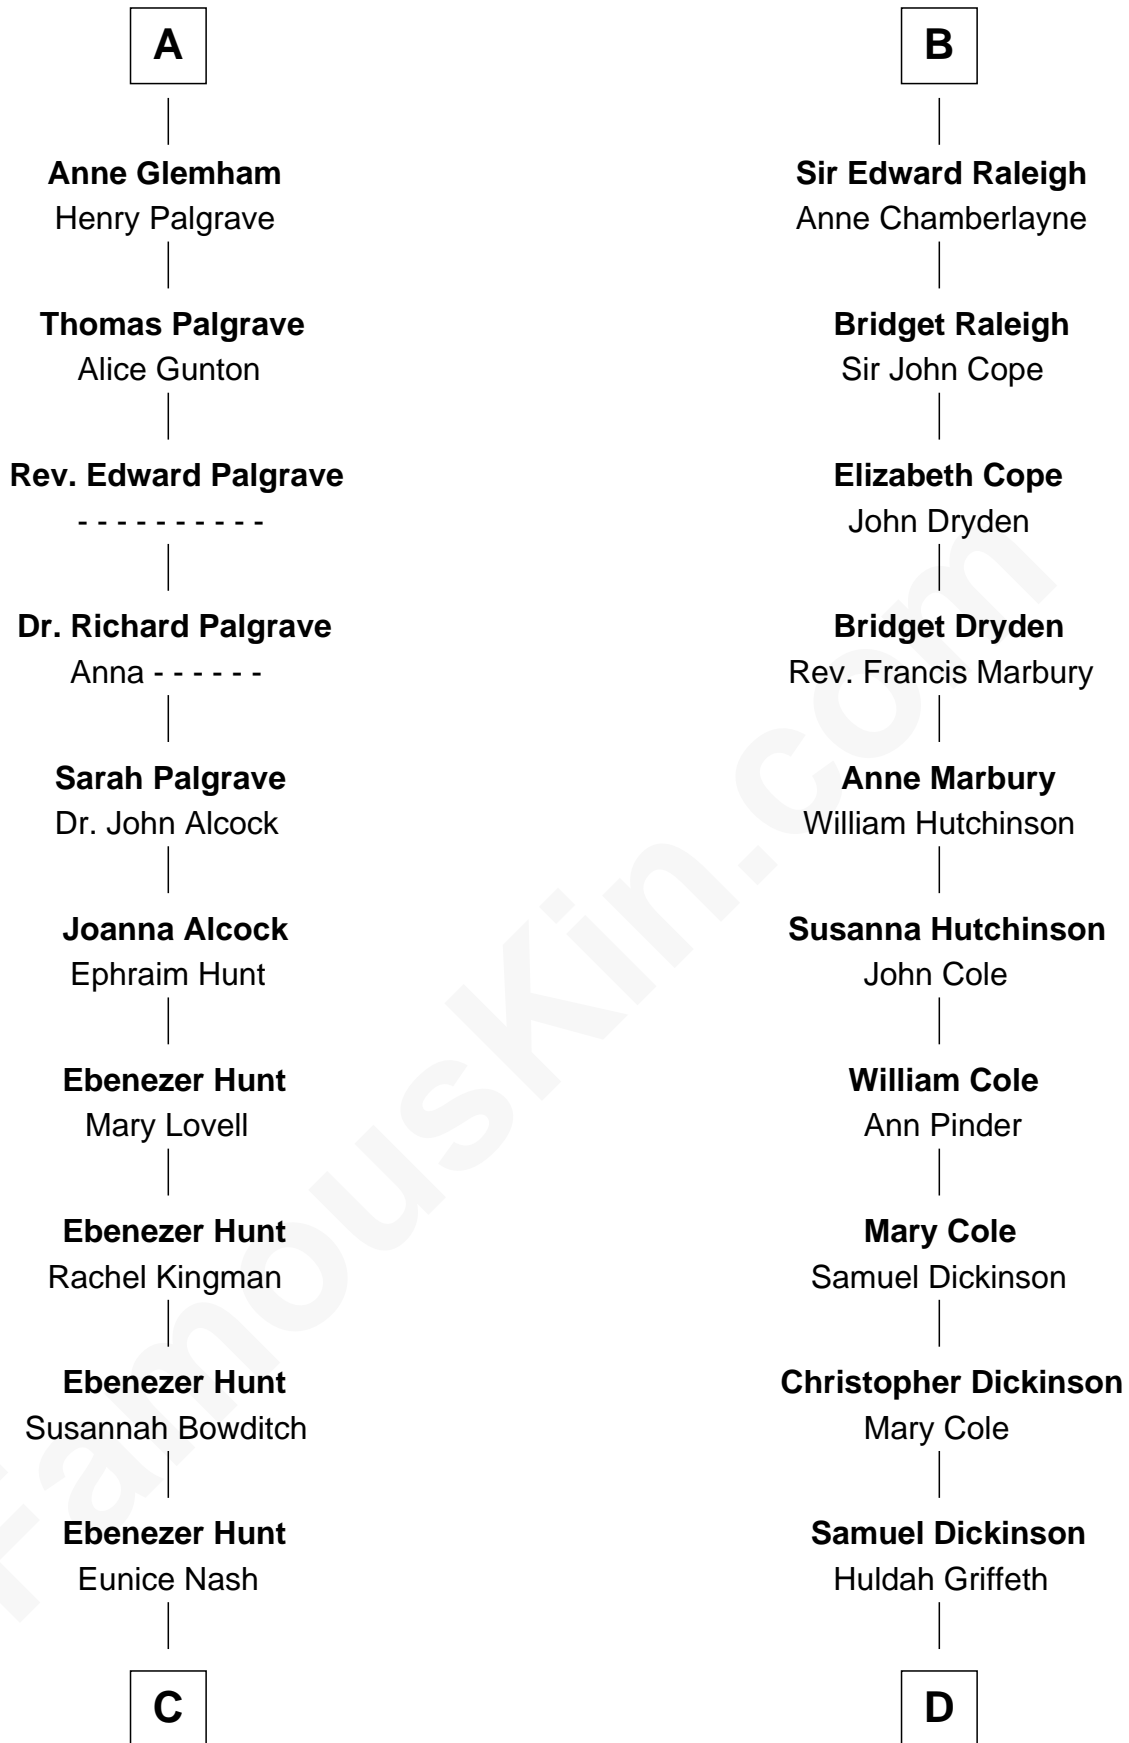 A
Anne Glemham
Henry Palgrave
Thomas Palgrave
Alice Gunton
Rev. Edward Palgrave
- - - - - - - - - -
Dr. Richard Palgrave
Anna - - - - - -
Sarah Palgrave
Dr. John Alcock
Joanna Alcock
Ephraim Hunt
Ebenezer Hunt
Mary Lovell
Ebenezer Hunt
Rachel Kingman
Ebenezer Hunt
Susannah Bowditch
Ebenezer Hunt
Eunice Nash
C
B
Sir Edward Raleigh
Anne Chamberlayne
Bridget Raleigh
Sir John Cope
Elizabeth Cope
John Dryden
Bridget Dryden
Rev. Francis Marbury
Anne Marbury
William Hutchinson
Susanna Hutchinson
John Cole
William Cole
Ann Pinder
Mary Cole
Samuel Dickinson
Christopher Dickinson
Mary Cole
Samuel Dickinson
Huldah Griffeth
D
FamousKin.com